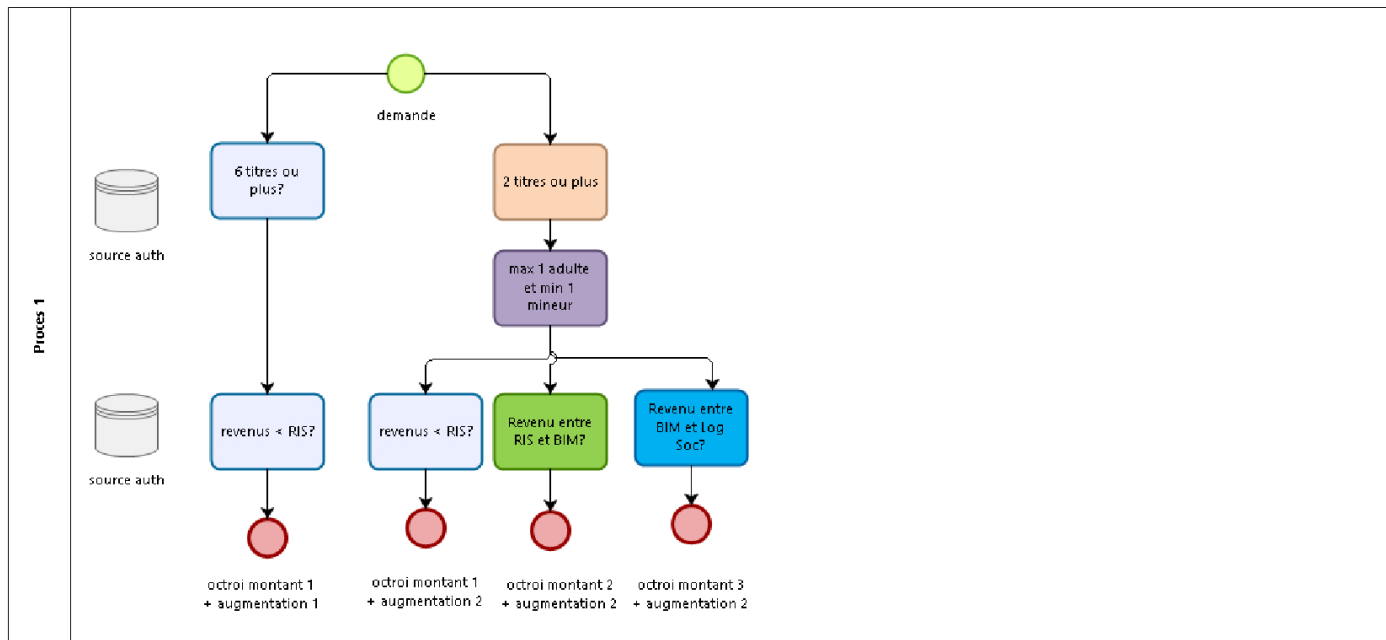 Proces 1
demande
6 titres ou
plus?
2 titres ou plus
source auth
max 1 adulte
et min 1
mineur
revenus < RIS?
revenus < RIS?
Revenu entre
RIS et BIM?
Revenu entre
BIM et Log
Soc?
source auth
octroi montant 1
+ augmentation 1
octroi montant 1
+ augmentation 2
octroi montant 2
+ augmentation 2
octroi montant 3
+ augmentation 2